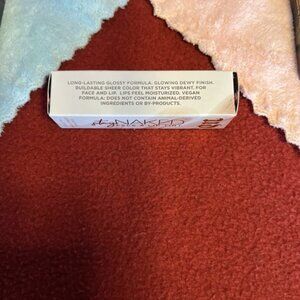 LONG-LASTING GLOSSY FORMULA: GLOWING DEWY FINISH.
BUILDABLE SHEER COLOR THAT STAYS VIBRANT. FOR
FACE AND LIP. LIPS FEEL MOISTURIZED. VEGAN
FORMULA: DOES NOT CONTAIN ANIMAL-DERIVED
INGREDIENTS OR BY-PRODUCTS.
NAKED